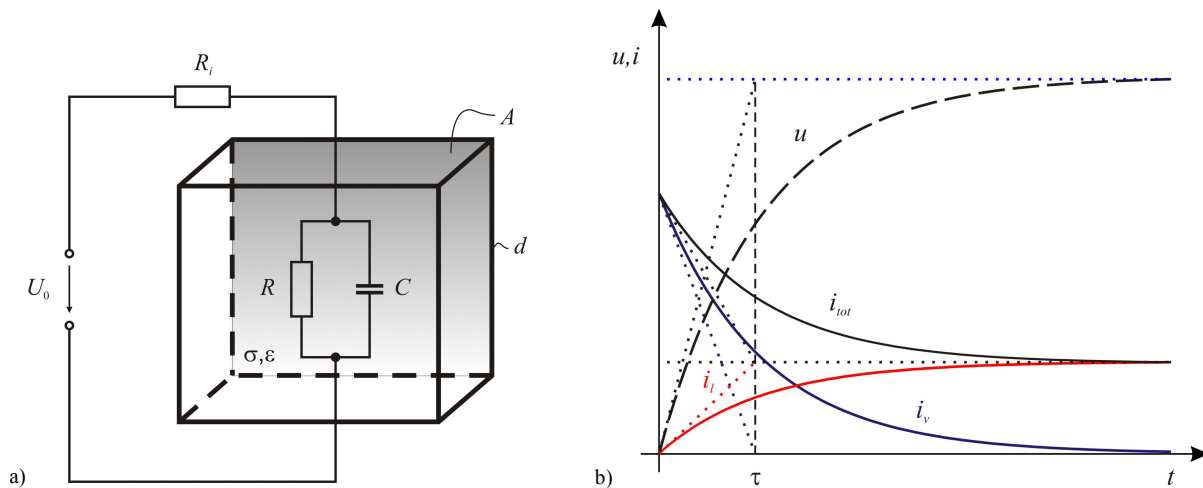 R_i
A
d
U_0
R
C
σ,ε
a)
u,i
u
i_tot
i_l
i_v
τ
t
b)